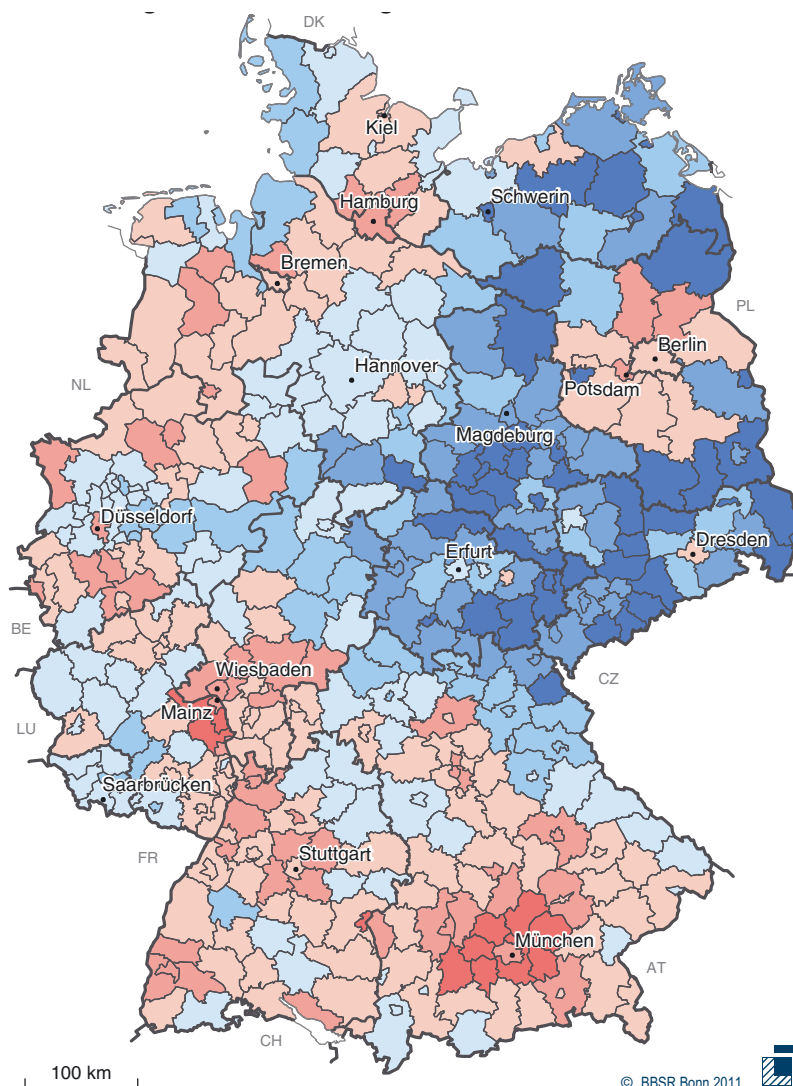 DK
Kiel
Hamburg
Schwerin
Bremen
PL
Berlin
Hannover
NL
Potsdam
Magdeburg
Düsseldorf
Dresden
Erfurt
BE
Wiesbaden
CZ
Mainz
LU
Saarbrücken
FR
Stuttgart
München
AT
CH
100 km
© BBSR Bonn 2011